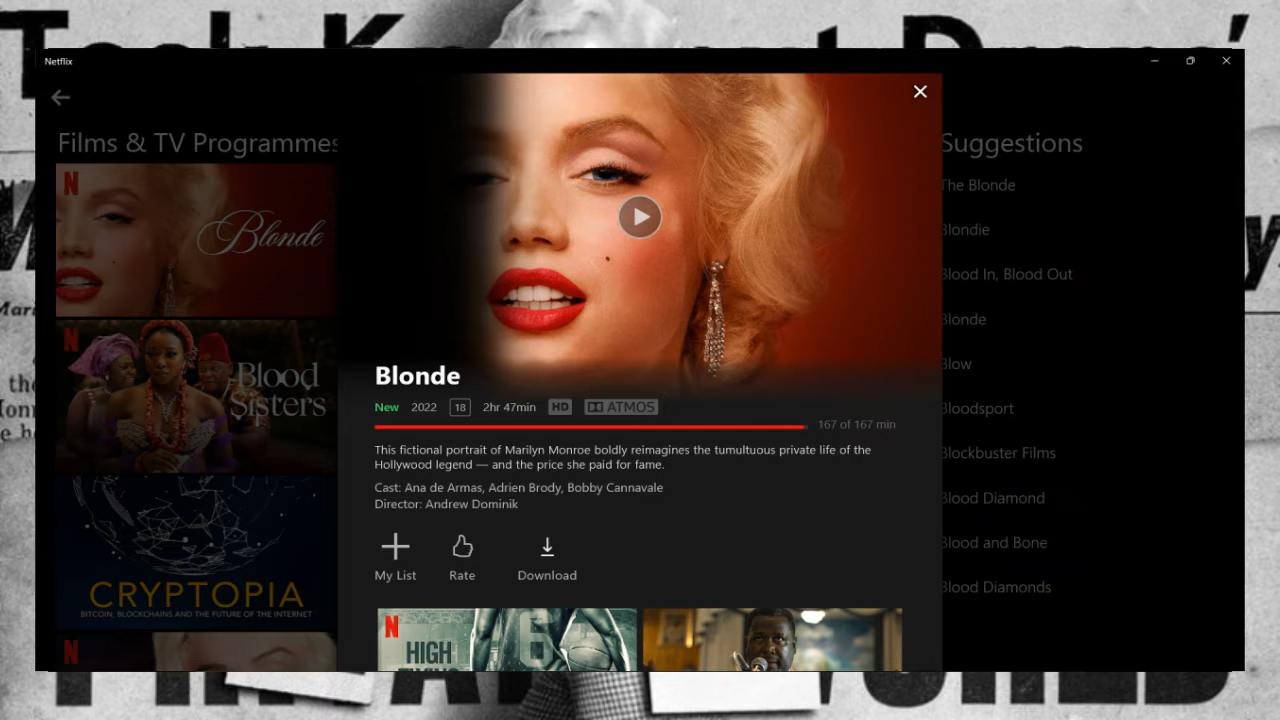 Netflix
Films & TV Programmes
Suggestions
N
Blonde
The Blonde
Blondie
Blood In, Blood Out
Blonde
Blow
Bloodsport
Blockbuster Films
Blood Diamond
Blood and Bone
Blood Diamonds
N
Blood
Sisters
CRYPTOPIA
BITCOIN, BLOCKCHAINS AND THE FUTURE OF THE INTERNET
N
Blonde
New 2022 18 2hr 47min HD ATMOS
167 of 167 min
This fictional portrait of Marilyn Monroe boldly reimagines the tumultuous private life of the
Hollywood legend — and the price she paid for fame.
Cast: Ana de Armas, Adrien Brody, Bobby Cannavale
Director: Andrew Dominik
My List Rate Download
N
HIGH
6